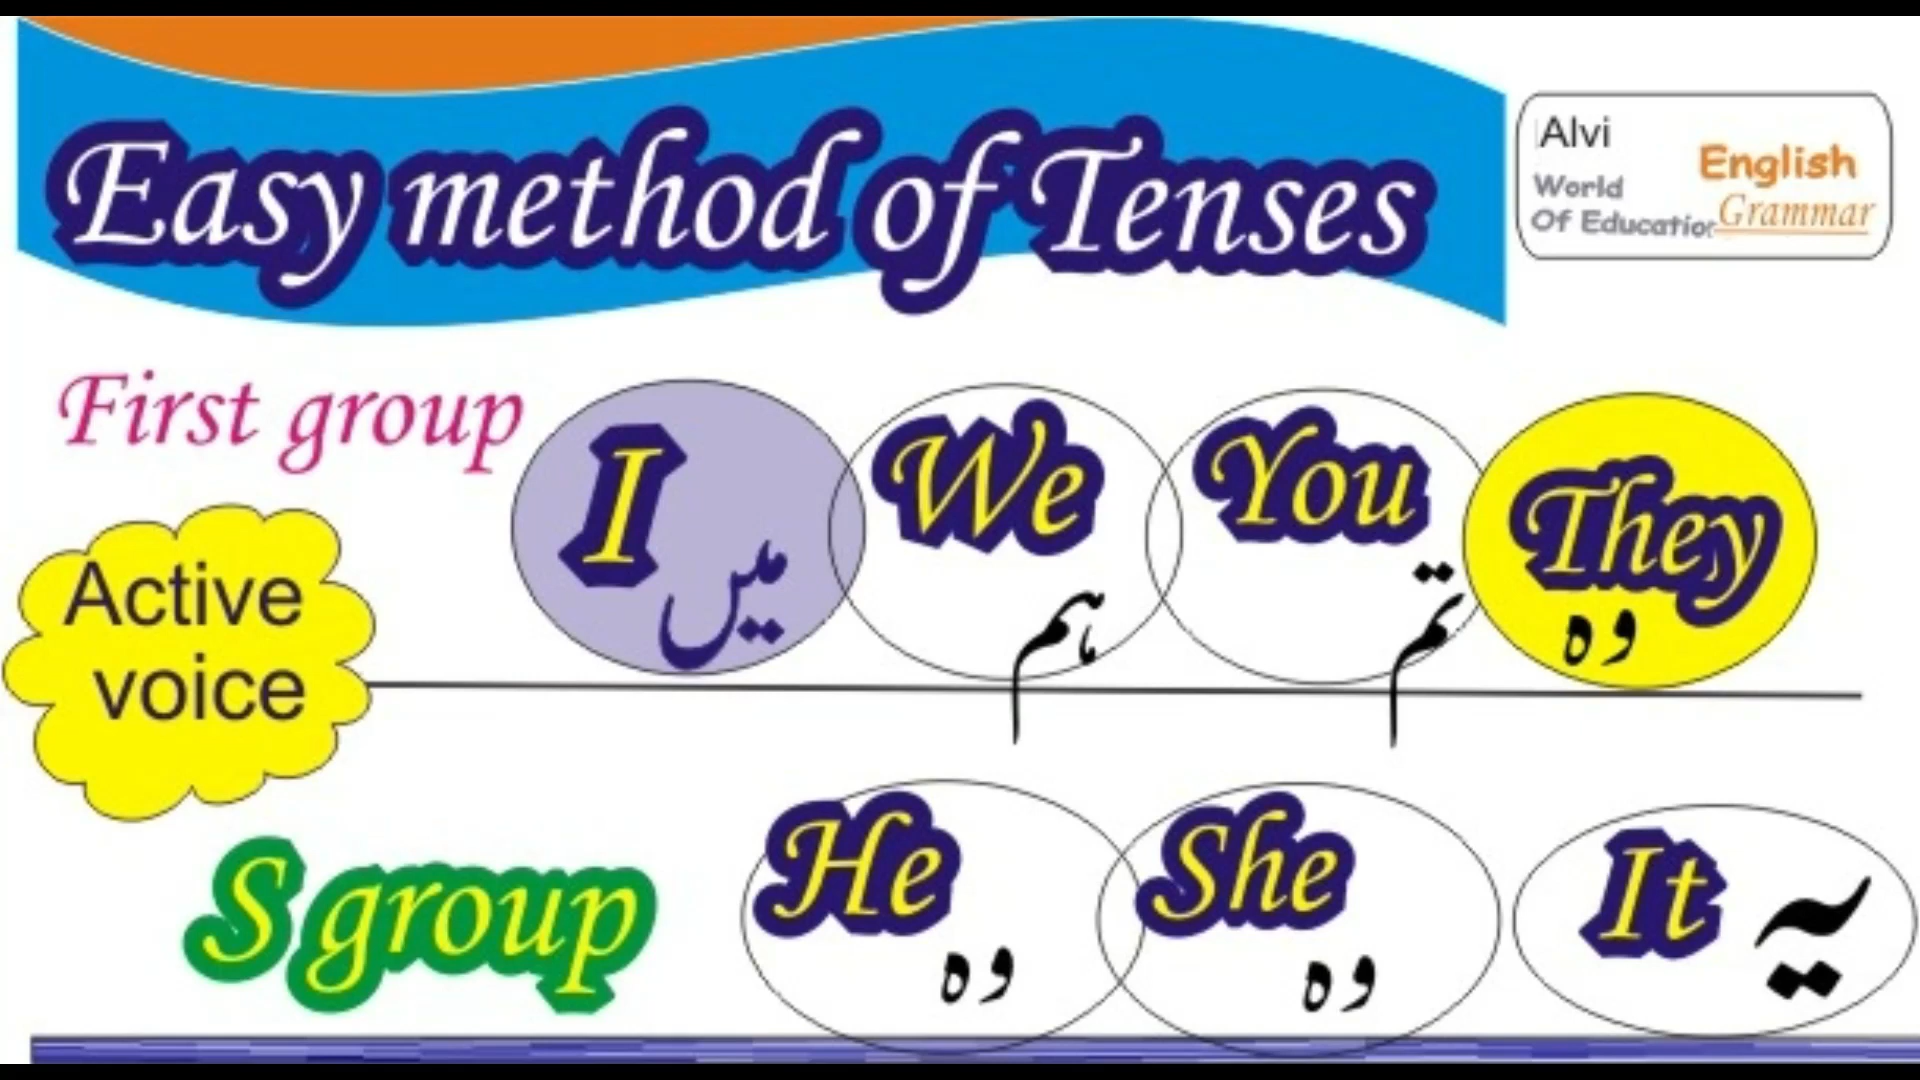 Easy method of Tenses
Alvi
World
Of Education
English
Grammar
First group
I
میں
We
ہم
You
تم
They
وہ
Active
voice
S group
He
وہ
She
وہ
It
یہ